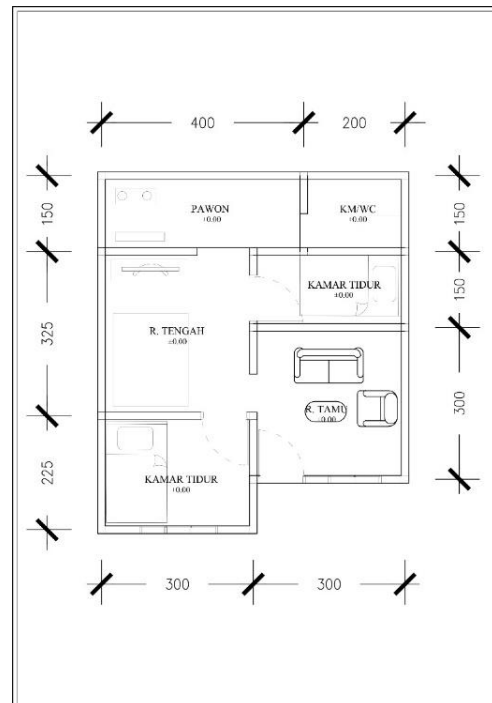 400
200
150
PAWON
±0.00
KM/WC
±0.00
150
KAMAR TIDUR
±0.00
150
325
R. TENGAH
±0.00
R. TAMU
±0.00
300
225
KAMAR TIDUR
±0.00
300
300